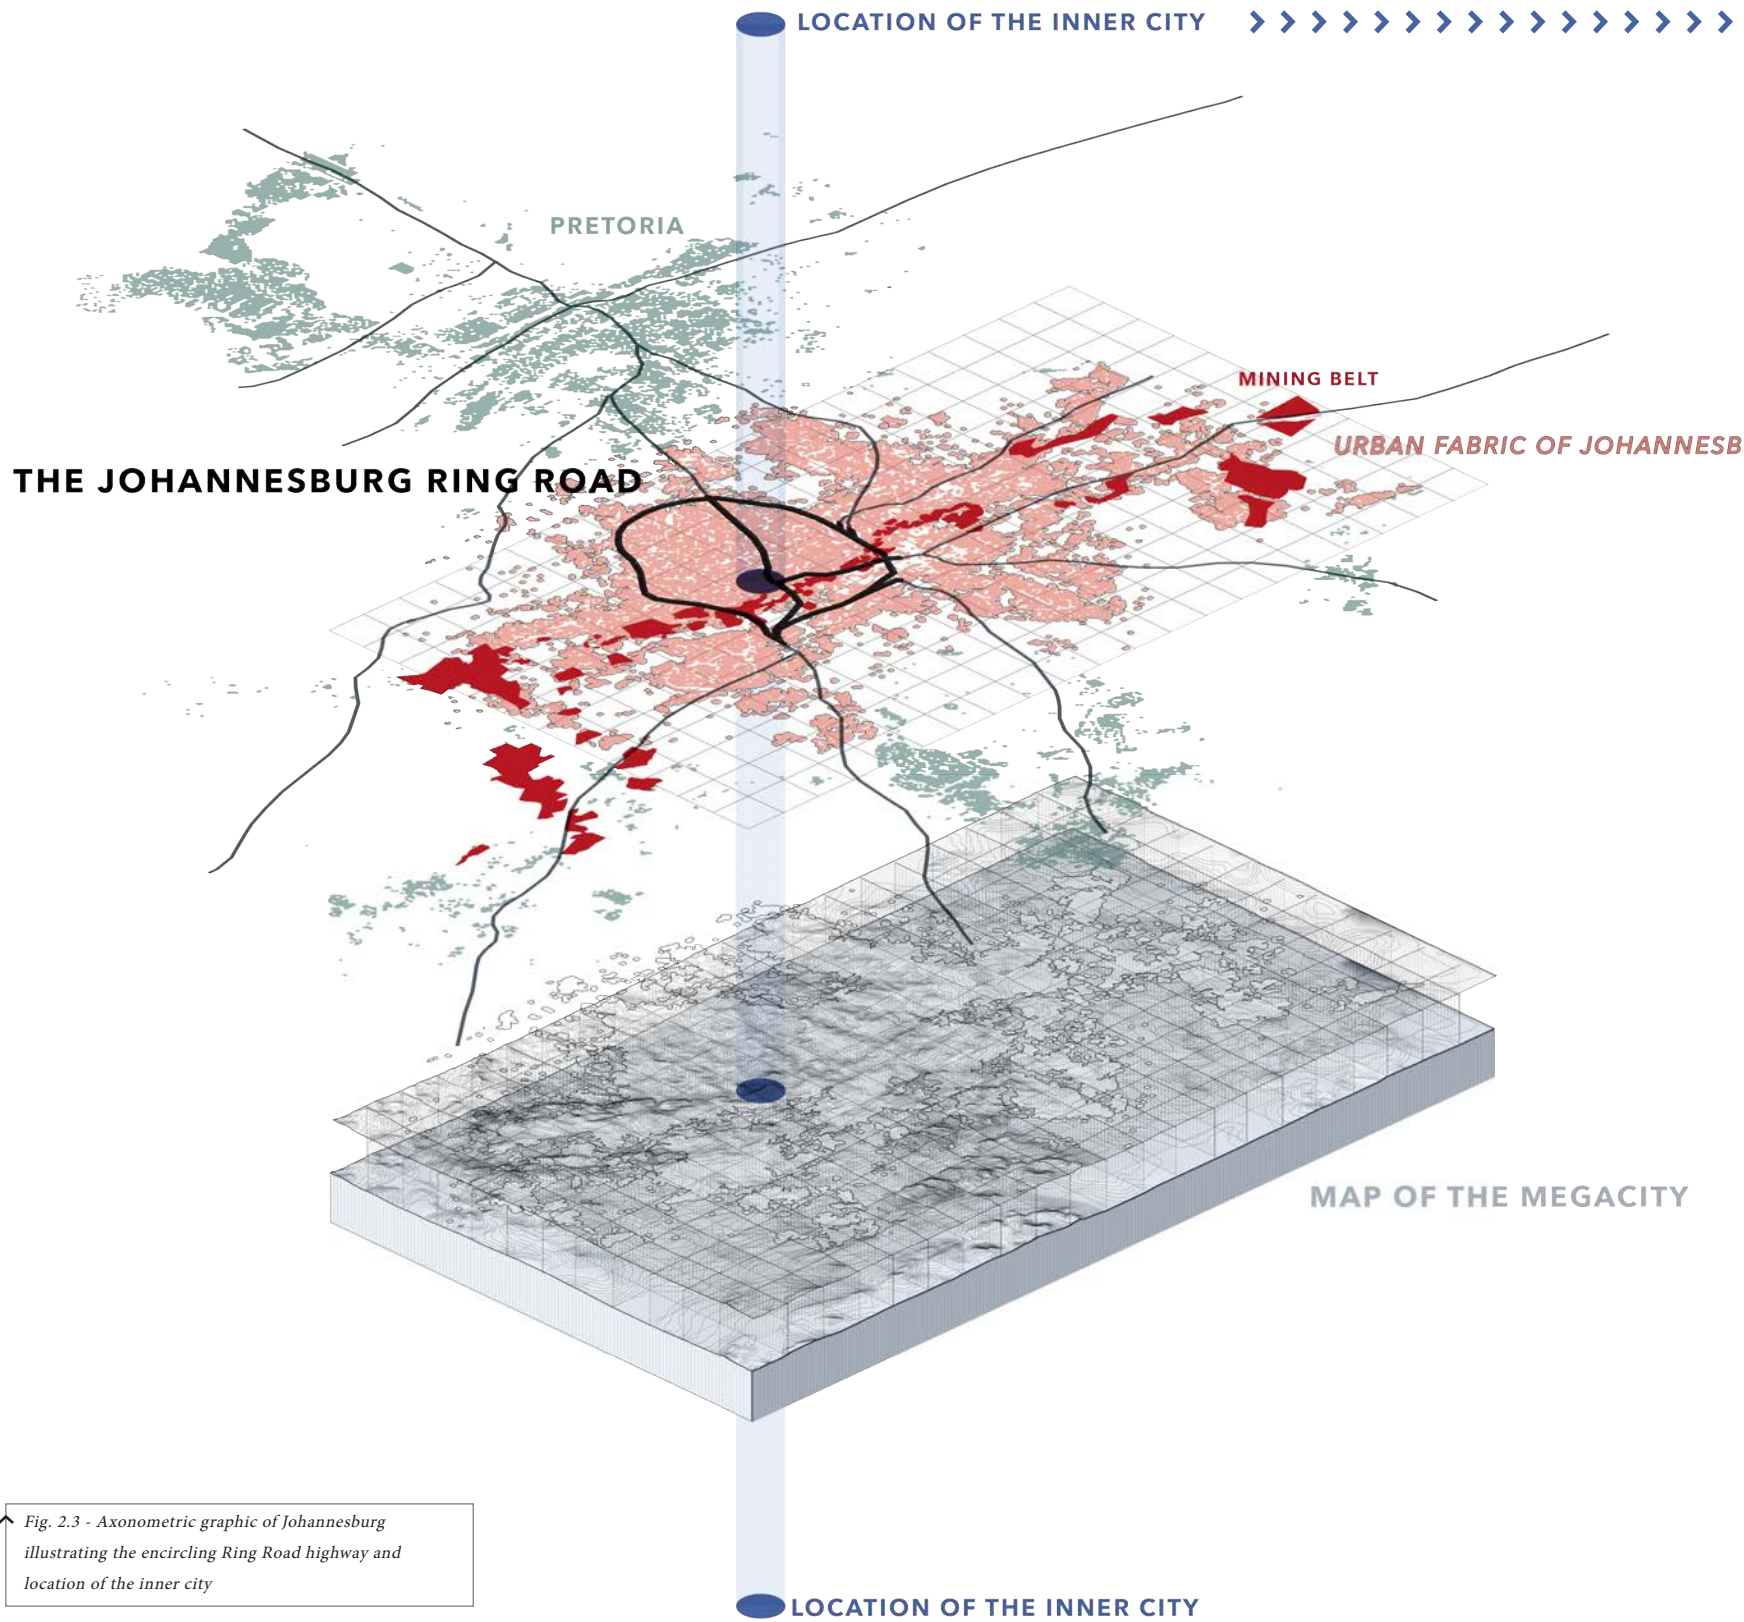 LOCATION OF THE INNER CITY
PRETORIA
MINING BELT
URBAN FABRIC OF JOHANNESB
THE JOHANNESBURG RING ROAD
MAP OF THE MEGACITY
Fig. 2.3 - Axonometric graphic of Johannesburg
illustrating the encircling Ring Road highway and
location of the inner city
LOCATION OF THE INNER CITY